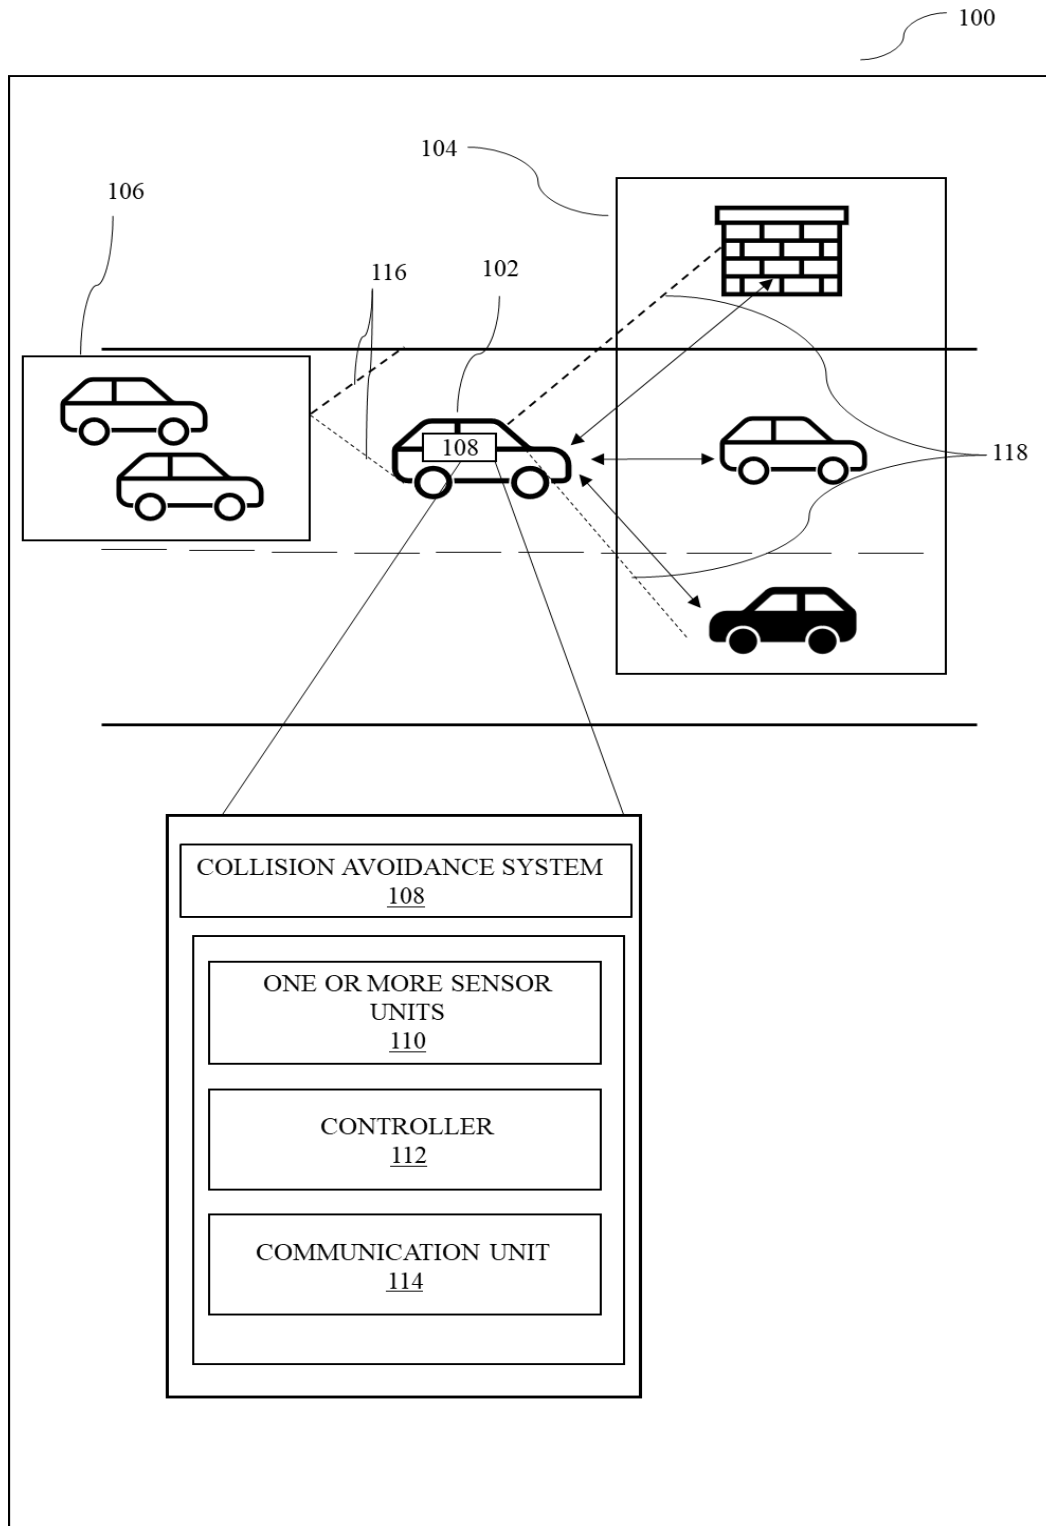 100
104
106
116
102
108
118
COLLISION AVOIDANCE SYSTEM
108
ONE OR MORE SENSOR
UNITS
110
CONTROLLER
112
COMMUNICATION UNIT
114